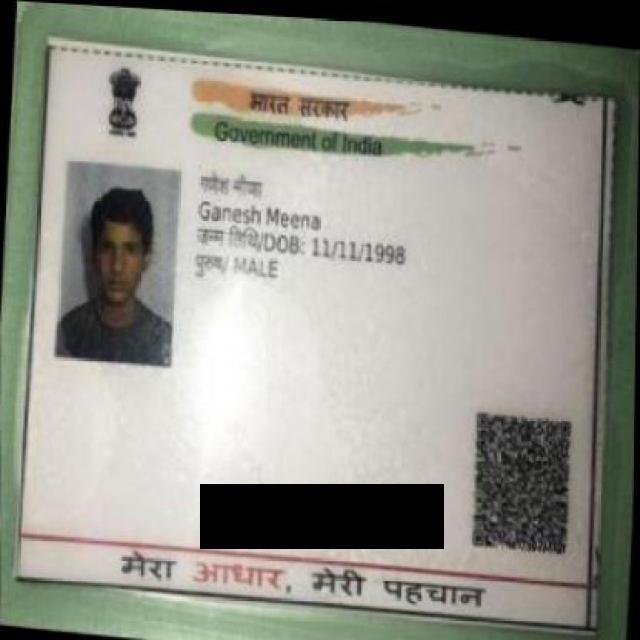 भारत सरकार
Government of India
गणेश मीणा
Ganesh Meena
जन्म तिथि/DOB: 11/11/1998
पुरुष/ MALE
मेरा आधार, मेरी पहचान